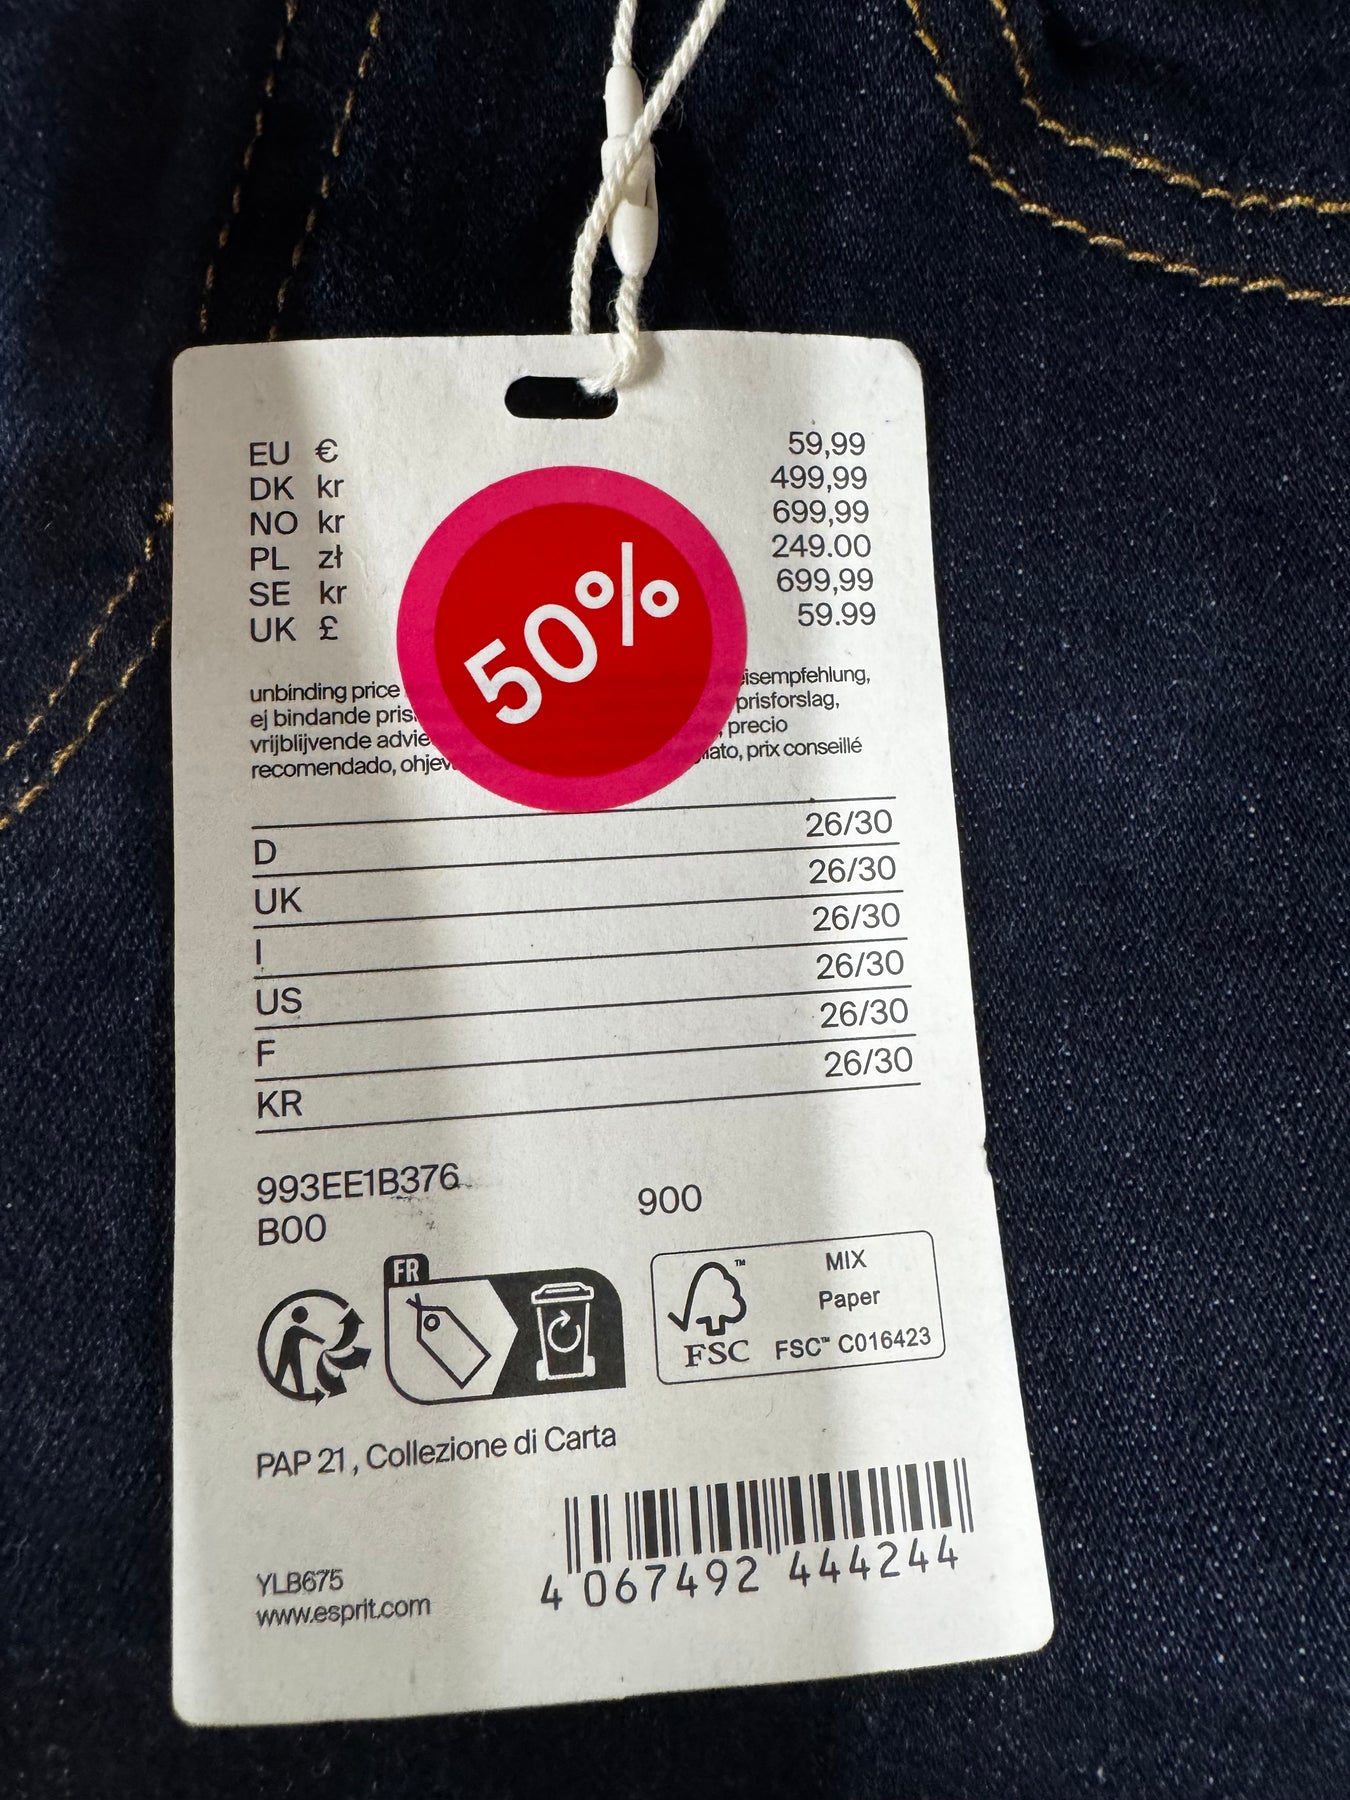 EU € 59,99
DK kr 499,99
NO kr 699,99
PL zł 249.00
SE kr 699,99
UK £ 59.99
50%
unbinding price isempfehlung,
ej bindande pris prisforslag,
vrijblijvende advie , precio
recomendado, ohjev ato, prix conseillé
D 26/30
UK 26/30
I 26/30
US 26/30
F 26/30
KR 26/30
993EE1B376
B00 900
FR
MIX
Paper
FSC™ C016423
™
FSC
PAP 21 , Collezione di Carta
YLB675
www.esprit.com
4 067492 444244